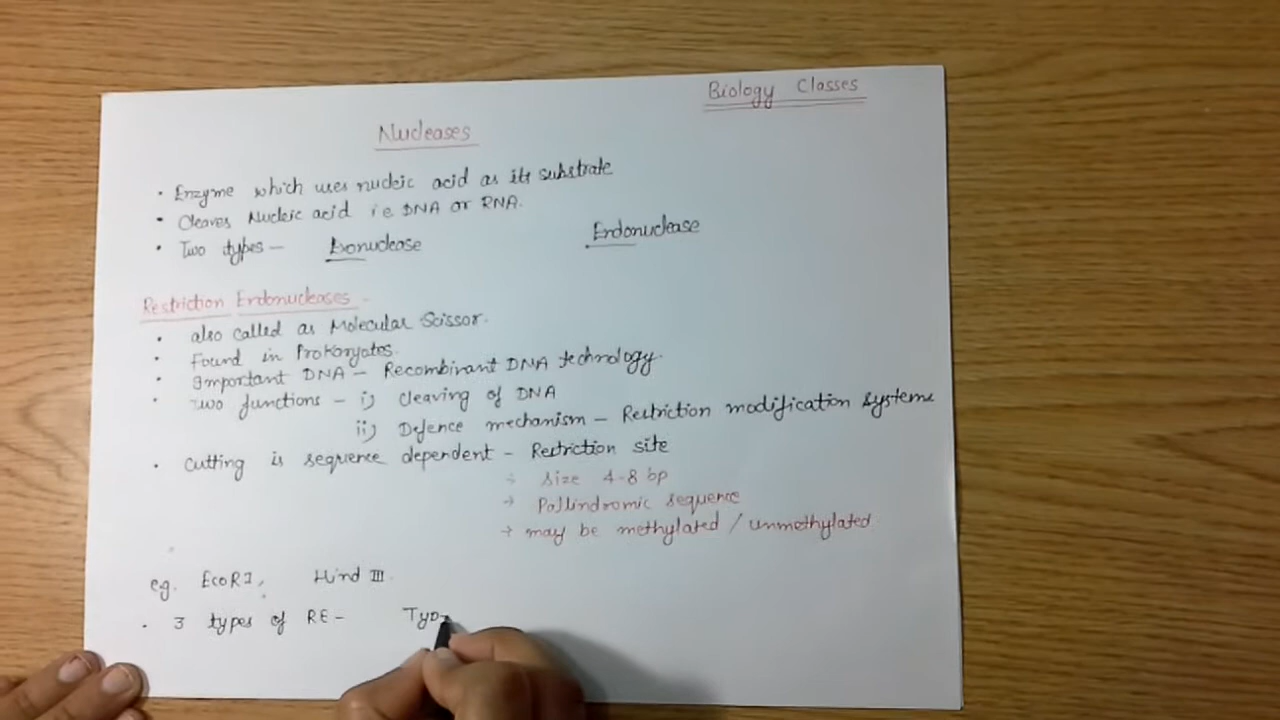 Biology Classes
Nucleases
• Enzyme which uses nucleic acid as its substrate
• Cleaves Nucleic acid i.e DNA or RNA.
• Two types – Exonuclease Endonuclease
Restriction Endonucleases –
• also called as Molecular Scissor.
• Found in Prokaryotes.
• Important DNA – Recombinant DNA technology.
• Two functions – i) cleaving of DNA
ii) Defence mechanism – Restriction modification systems
• Cutting is sequence dependent – Restriction site
→ size 4-8 bp
→ Pallindromic sequence
→ may be methylated / unmethylated
eg. EcoRI, Hind III.
• 3 types of RE – Typ